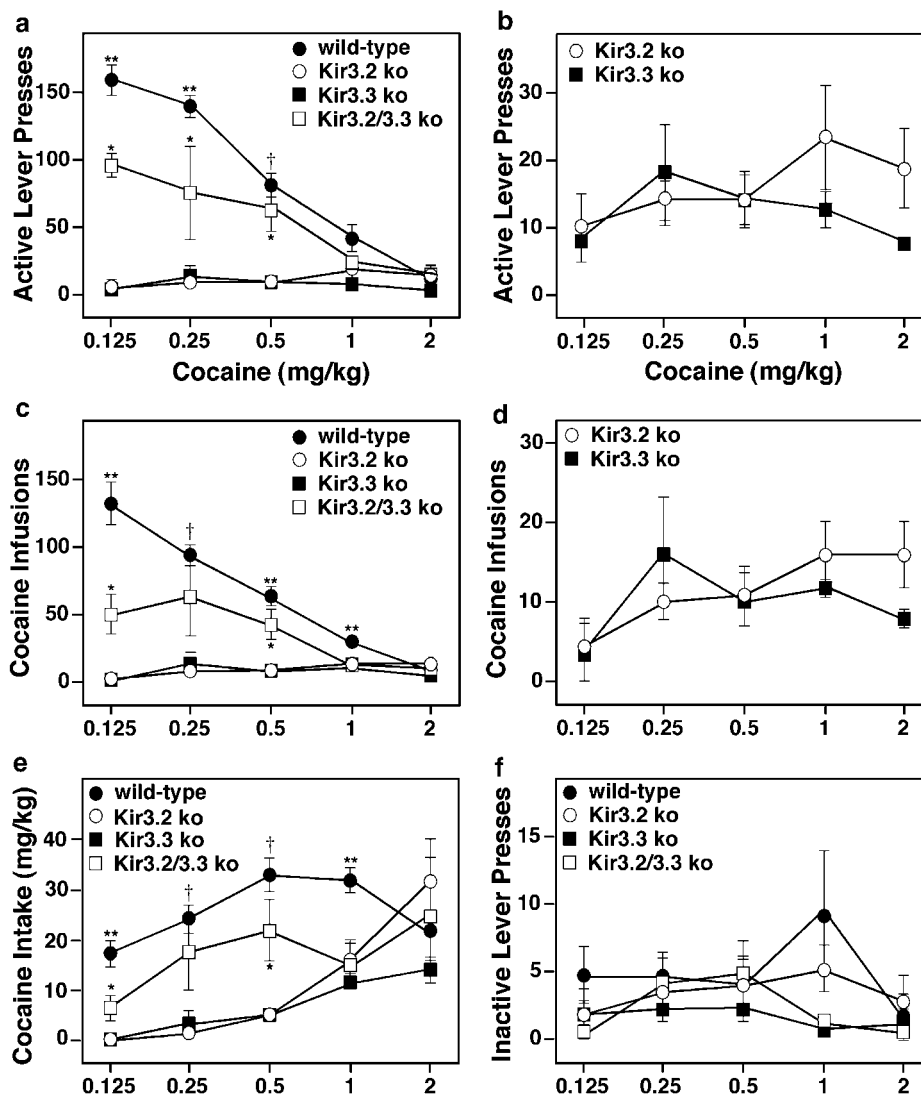 a
Active Lever Presses
150
100
50
0
wild-type
Kir3.2 ko
Kir3.3 ko
Kir3.2/3.3 ko
**
**
*
*
†
*
0.125 0.25 0.5 1 2
Cocaine (mg/kg)
b
Active Lever Presses
30
20
10
0
Kir3.2 ko
Kir3.3 ko
0.125 0.25 0.5 1 2
Cocaine (mg/kg)
c
Cocaine Infusions
150
100
50
0
wild-type
Kir3.2 ko
Kir3.3 ko
Kir3.2/3.3 ko
**
†
*
**
**
*
0.125 0.25 0.5 1 2
d
Cocaine Infusions
30
20
10
0
Kir3.2 ko
Kir3.3 ko
0.125 0.25 0.5 1 2
e
Cocaine Intake (mg/kg)
40
30
20
10
0
wild-type
Kir3.2 ko
Kir3.3 ko
Kir3.2/3.3 ko
†
**
†
**
*
*
0.125 0.25 0.5 1 2
f
Inactive Lever Presses
15
10
5
0
wild-type
Kir3.2 ko
Kir3.3 ko
Kir3.2/3.3 ko
0.125 0.25 0.5 1 2